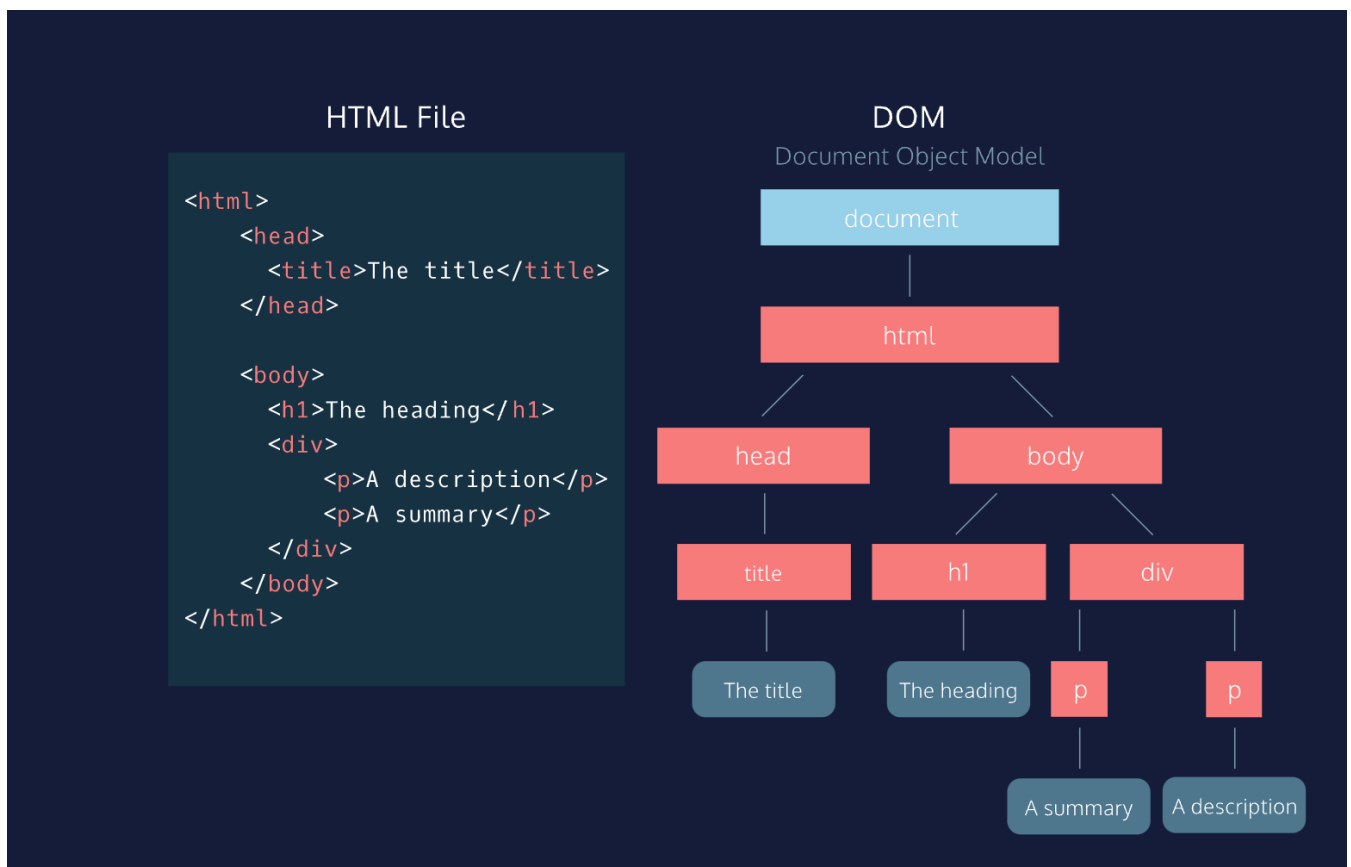 HTML File
<html>
<head>
<title>The title</title>
</head>
<body>
<h1>The heading</h1>
<div>
<p>A description</p>
<p>A summary</p>
</div>
</body>
</html>
DOM
Document Object Model
document
html
head body
title h1 div
The title The heading p p
A summary A description